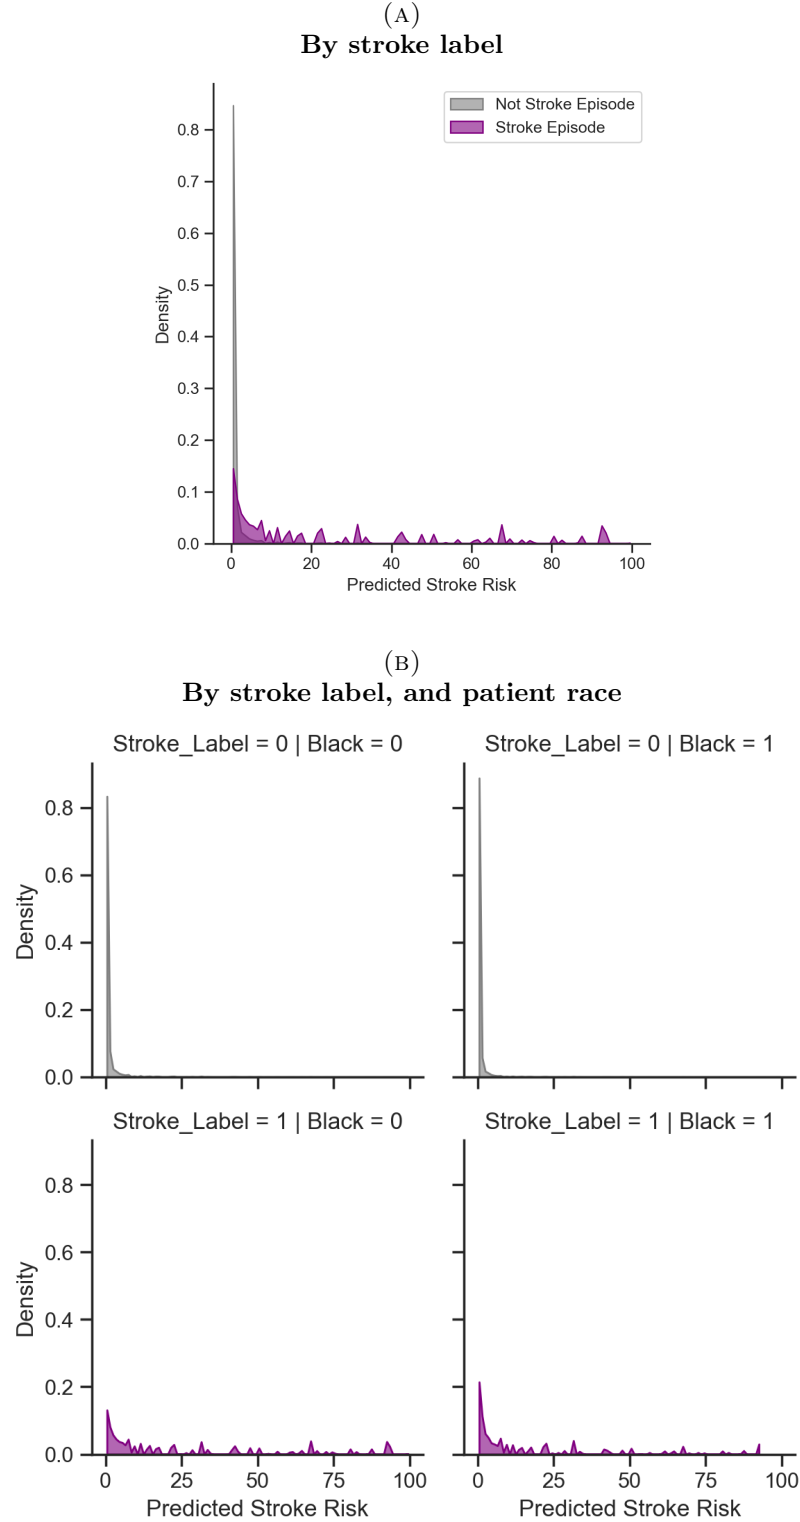 (A)
By stroke label
Not Stroke Episode
Stroke Episode
0.8
0.7
0.6
0.5
0.4
0.3
0.2
0.1
0.0
Density
0 20 40 60 80 100
Predicted Stroke Risk
(B)
By stroke label, and patient race
Stroke_Label = 0 | Black = 0
Stroke_Label = 0 | Black = 1
0.8
0.6
0.4
0.2
0.0
Density
Stroke_Label = 1 | Black = 0
Stroke_Label = 1 | Black = 1
0.8
0.6
0.4
0.2
0.0
Density
0 25 50 75 100
0 25 50 75 100
Predicted Stroke Risk
Predicted Stroke Risk